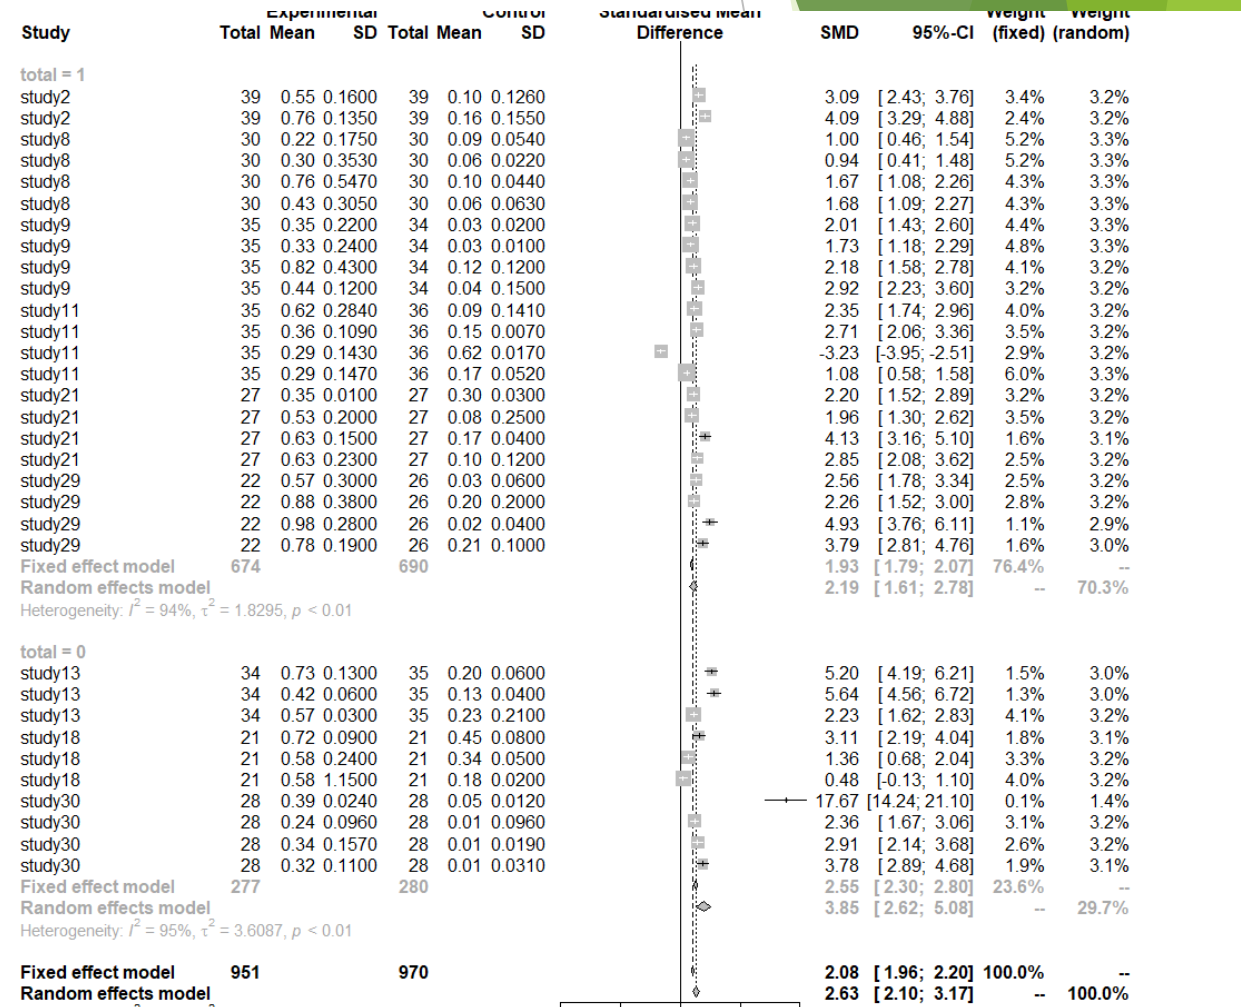 Experimental Control Standardised Mean Weight Weight
Study Total Mean SD Total Mean SD Difference SMD 95%-CI (fixed) (random)
total = 1
study2 39 0.55 0.1600 39 0.10 0.1260 3.09 [ 2.43; 3.76] 3.4% 3.2%
study2 39 0.76 0.1350 39 0.16 0.1550 4.09 [ 3.29; 4.88] 2.4% 3.2%
study8 30 0.22 0.1750 30 0.09 0.0540 1.00 [ 0.46; 1.54] 5.2% 3.3%
study8 30 0.30 0.3530 30 0.06 0.0220 0.94 [ 0.41; 1.48] 5.2% 3.3%
study8 30 0.76 0.5470 30 0.10 0.0440 1.67 [ 1.08; 2.26] 4.3% 3.3%
study8 30 0.43 0.3050 30 0.06 0.0630 1.68 [ 1.09; 2.27] 4.3% 3.3%
study9 35 0.35 0.2200 34 0.03 0.0200 2.01 [ 1.43; 2.60] 4.4% 3.3%
study9 35 0.33 0.2400 34 0.03 0.0100 1.73 [ 1.18; 2.29] 4.8% 3.3%
study9 35 0.82 0.4300 34 0.12 0.1200 2.18 [ 1.58; 2.78] 4.1% 3.2%
study9 35 0.44 0.1200 34 0.04 0.1500 2.92 [ 2.23; 3.60] 3.2% 3.2%
study11 35 0.62 0.2840 36 0.09 0.1410 2.35 [ 1.74; 2.96] 4.0% 3.2%
study11 35 0.36 0.1090 36 0.15 0.0070 2.71 [ 2.06; 3.36] 3.5% 3.2%
study11 35 0.29 0.1430 36 0.62 0.0170 -3.23 [-3.95; -2.51] 2.9% 3.2%
study11 35 0.29 0.1470 36 0.17 0.0520 1.08 [ 0.58; 1.58] 6.0% 3.3%
study21 27 0.35 0.0100 27 0.30 0.0300 2.20 [ 1.52; 2.89] 3.2% 3.2%
study21 27 0.53 0.2000 27 0.08 0.2500 1.96 [ 1.30; 2.62] 3.5% 3.2%
study21 27 0.63 0.1500 27 0.17 0.0400 4.13 [ 3.16; 5.10] 1.6% 3.1%
study21 27 0.63 0.2300 27 0.10 0.1200 2.85 [ 2.08; 3.62] 2.5% 3.2%
study29 22 0.57 0.3000 26 0.03 0.0600 2.56 [ 1.78; 3.34] 2.5% 3.2%
study29 22 0.88 0.3800 26 0.20 0.2000 2.26 [ 1.52; 3.00] 2.8% 3.2%
study29 22 0.98 0.2800 26 0.02 0.0400 4.93 [ 3.76; 6.11] 1.1% 2.9%
study29 22 0.78 0.1900 26 0.21 0.1000 3.79 [ 2.81; 4.76] 1.6% 3.0%
Fixed effect model 674 690 1.93 [ 1.79; 2.07] 76.4% --
Random effects model 2.19 [ 1.61; 2.78] -- 70.3%
Heterogeneity: I² = 94%, τ² = 1.8295, p < 0.01
total = 0
study13 34 0.73 0.1300 35 0.20 0.0600 5.20 [ 4.19; 6.21] 1.5% 3.0%
study13 34 0.42 0.0600 35 0.13 0.0400 5.64 [ 4.56; 6.72] 1.3% 3.0%
study13 34 0.57 0.0300 35 0.23 0.2100 2.23 [ 1.62; 2.83] 4.1% 3.2%
study18 21 0.72 0.0900 21 0.45 0.0800 3.11 [ 2.19; 4.04] 1.8% 3.1%
study18 21 0.58 0.2400 21 0.34 0.0500 1.36 [ 0.68; 2.04] 3.3% 3.2%
study18 21 0.58 1.1500 21 0.18 0.0200 0.48 [-0.13; 1.10] 4.0% 3.2%
study30 28 0.39 0.0240 28 0.05 0.0120 17.67 [14.24; 21.10] 0.1% 1.4%
study30 28 0.24 0.0960 28 0.01 0.0960 2.36 [ 1.67; 3.06] 3.1% 3.2%
study30 28 0.34 0.1570 28 0.01 0.0190 2.91 [ 2.14; 3.68] 2.6% 3.2%
study30 28 0.32 0.1100 28 0.01 0.0310 3.78 [ 2.89; 4.68] 1.9% 3.1%
Fixed effect model 277 280 2.55 [ 2.30; 2.80] 23.6% --
Random effects model 3.85 [ 2.62; 5.08] -- 29.7%
Heterogeneity: I² = 95%, τ² = 3.6087, p < 0.01
Fixed effect model 951 970 2.08 [ 1.96; 2.20] 100.0% --
Random effects model 2.63 [ 2.10; 3.17] -- 100.0%